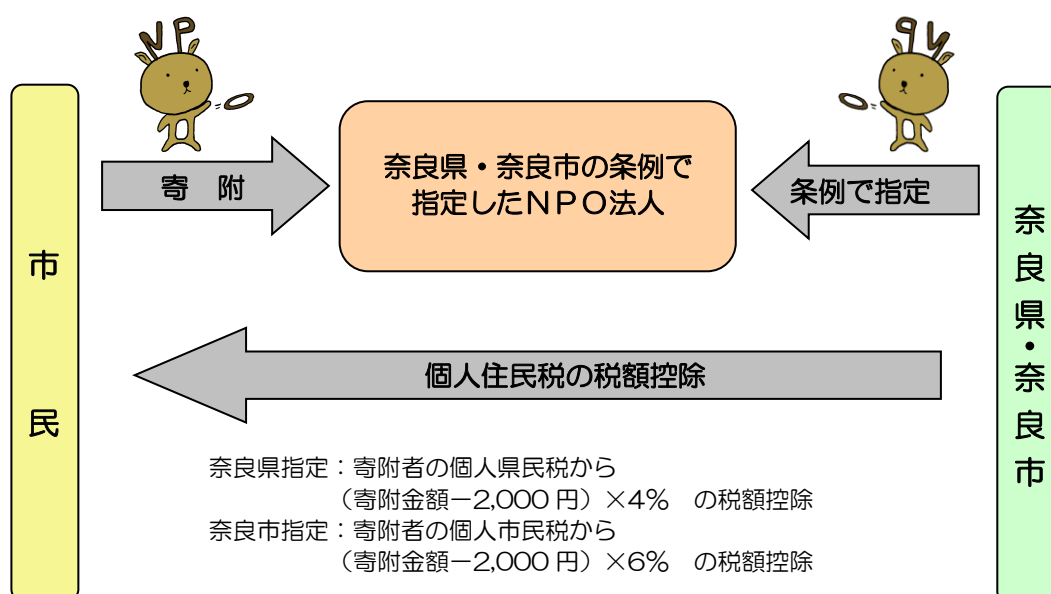 NP
NP
市民
寄　附
奈良県・奈良市の条例で
指定したＮＰＯ法人
条例で指定
奈良県・奈良市
個人住民税の税額控除
奈良県指定：寄附者の個人県民税から
（寄附金額－2,000 円）×4%　の税額控除
奈良市指定：寄附者の個人市民税から
（寄附金額－2,000 円）×6%　の税額控除